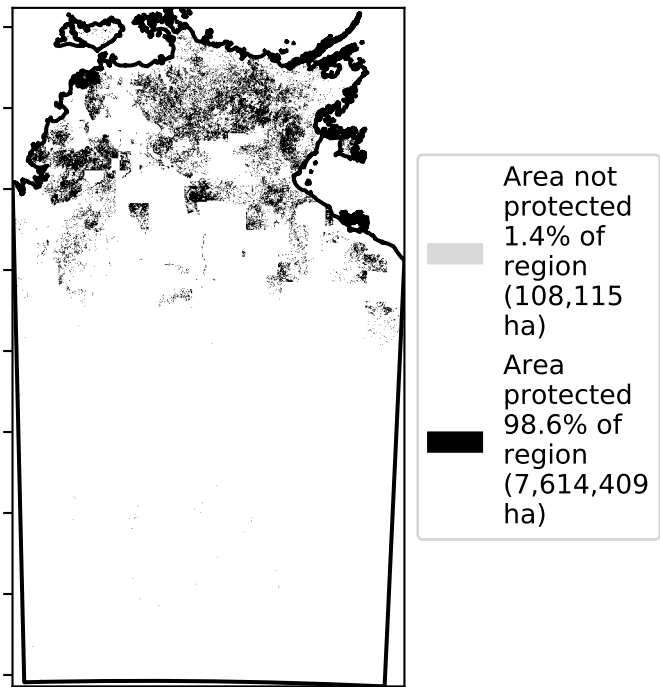 Area not
protected
1.4% of
region
(108,115
ha)
Area
protected
98.6% of
region
(7,614,409
ha)